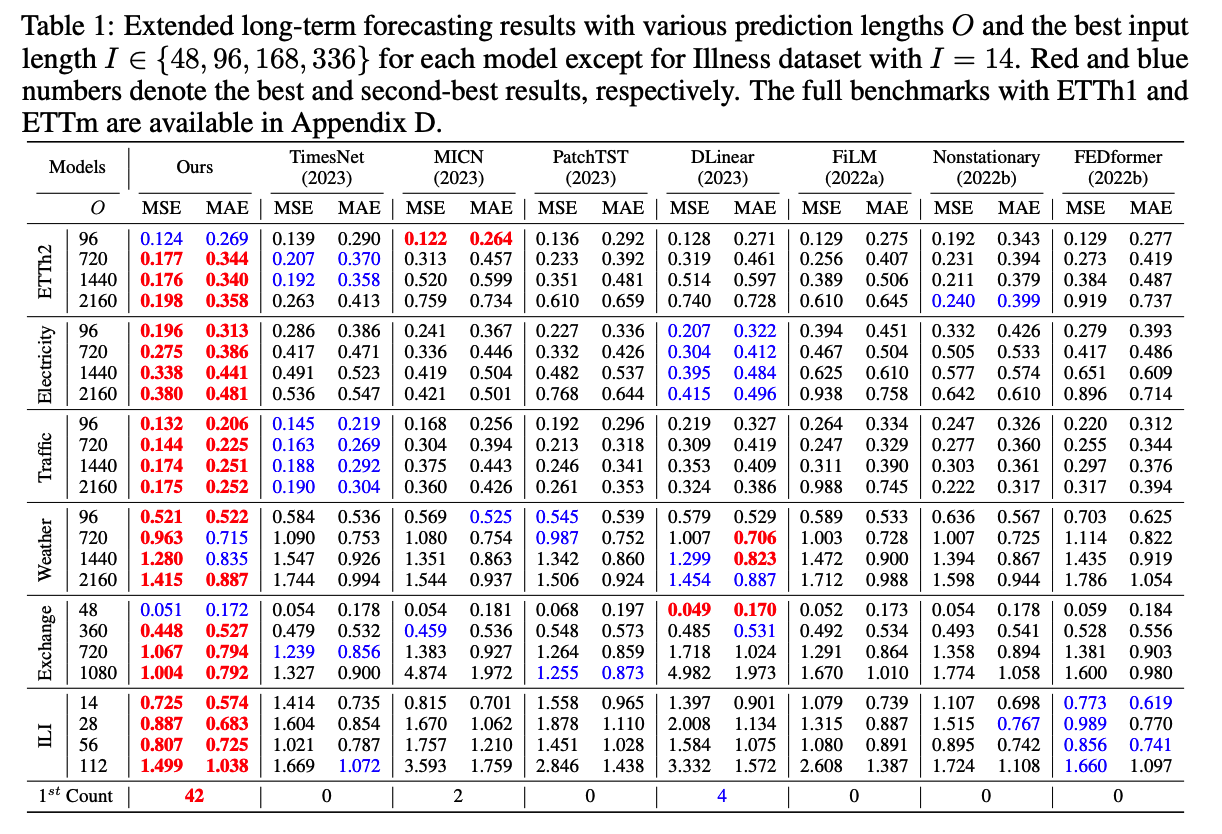 Table 1: Extended long-term forecasting results with various prediction lengths O and the best input
length I ∈ {48, 96, 168, 336} for each model except for Illness dataset with I = 14. Red and blue
numbers denote the best and second-best results, respectively. The full benchmarks with ETTh1 and
ETTm are available in Appendix D.
Models Ours TimesNet (2023) MICN (2023) PatchTST (2023) DLinear (2023) FiLM (2022a) Nonstationary (2022b) FEDformer (2022b)
O MSE MAE MSE MAE MSE MAE MSE MAE MSE MAE MSE MAE MSE MAE MSE MAE
ETTh2
96 0.124 0.269 0.139 0.290 0.122 0.264 0.136 0.292 0.128 0.271 0.129 0.275 0.192 0.343 0.129 0.277
720 0.177 0.344 0.207 0.370 0.313 0.457 0.233 0.392 0.319 0.461 0.256 0.407 0.231 0.394 0.273 0.419
1440 0.176 0.340 0.192 0.358 0.520 0.599 0.351 0.481 0.514 0.597 0.389 0.506 0.211 0.379 0.384 0.487
2160 0.198 0.358 0.263 0.413 0.759 0.734 0.610 0.659 0.740 0.728 0.610 0.645 0.240 0.399 0.919 0.737
Electricity
96 0.196 0.313 0.286 0.386 0.241 0.367 0.227 0.336 0.207 0.322 0.394 0.451 0.332 0.426 0.279 0.393
720 0.275 0.386 0.417 0.471 0.336 0.446 0.332 0.426 0.304 0.412 0.467 0.504 0.505 0.533 0.417 0.486
1440 0.338 0.441 0.491 0.523 0.419 0.504 0.482 0.537 0.395 0.484 0.625 0.610 0.577 0.574 0.651 0.609
2160 0.380 0.481 0.536 0.547 0.421 0.501 0.768 0.644 0.415 0.496 0.938 0.758 0.642 0.610 0.896 0.714
Traffic
96 0.132 0.206 0.145 0.219 0.168 0.256 0.192 0.296 0.219 0.327 0.264 0.334 0.247 0.326 0.220 0.312
720 0.144 0.225 0.163 0.269 0.304 0.394 0.213 0.318 0.309 0.419 0.247 0.329 0.277 0.360 0.255 0.344
1440 0.174 0.251 0.188 0.292 0.375 0.443 0.246 0.341 0.353 0.409 0.311 0.390 0.303 0.361 0.297 0.376
2160 0.175 0.252 0.190 0.304 0.360 0.426 0.261 0.353 0.324 0.386 0.988 0.745 0.222 0.317 0.317 0.394
Weather
96 0.521 0.522 0.584 0.536 0.569 0.525 0.545 0.539 0.579 0.529 0.589 0.533 0.636 0.567 0.703 0.625
720 0.963 0.715 1.090 0.753 1.080 0.754 0.987 0.752 1.007 0.706 1.003 0.728 1.007 0.725 1.114 0.822
1440 1.280 0.835 1.547 0.926 1.351 0.863 1.342 0.860 1.299 0.823 1.472 0.900 1.394 0.867 1.435 0.919
2160 1.415 0.887 1.744 0.994 1.544 0.937 1.506 0.924 1.454 0.887 1.712 0.988 1.598 0.944 1.786 1.054
Exchange
48 0.051 0.172 0.054 0.178 0.054 0.181 0.068 0.197 0.049 0.170 0.052 0.173 0.054 0.178 0.059 0.184
360 0.448 0.527 0.479 0.532 0.459 0.536 0.548 0.573 0.485 0.531 0.492 0.534 0.493 0.541 0.528 0.556
720 1.067 0.794 1.239 0.856 1.383 0.927 1.264 0.859 1.718 1.024 1.291 0.864 1.358 0.894 1.381 0.903
1080 1.004 0.792 1.327 0.900 4.874 1.972 1.255 0.873 4.982 1.973 1.670 1.010 1.774 1.058 1.600 0.980
ILI
14 0.725 0.574 1.414 0.735 0.815 0.701 1.558 0.965 1.397 0.901 1.079 0.739 1.107 0.698 0.773 0.619
28 0.887 0.683 1.604 0.854 1.670 1.062 1.878 1.110 2.008 1.134 1.315 0.887 1.515 0.767 0.989 0.770
56 0.807 0.725 1.021 0.787 1.757 1.210 1.451 1.028 1.584 1.075 1.080 0.891 0.895 0.742 0.856 0.741
112 1.499 1.038 1.669 1.072 3.593 1.759 2.846 1.438 3.332 1.572 2.608 1.387 1.724 1.108 1.660 1.097
1st Count 42 0 2 0 4 0 0 0